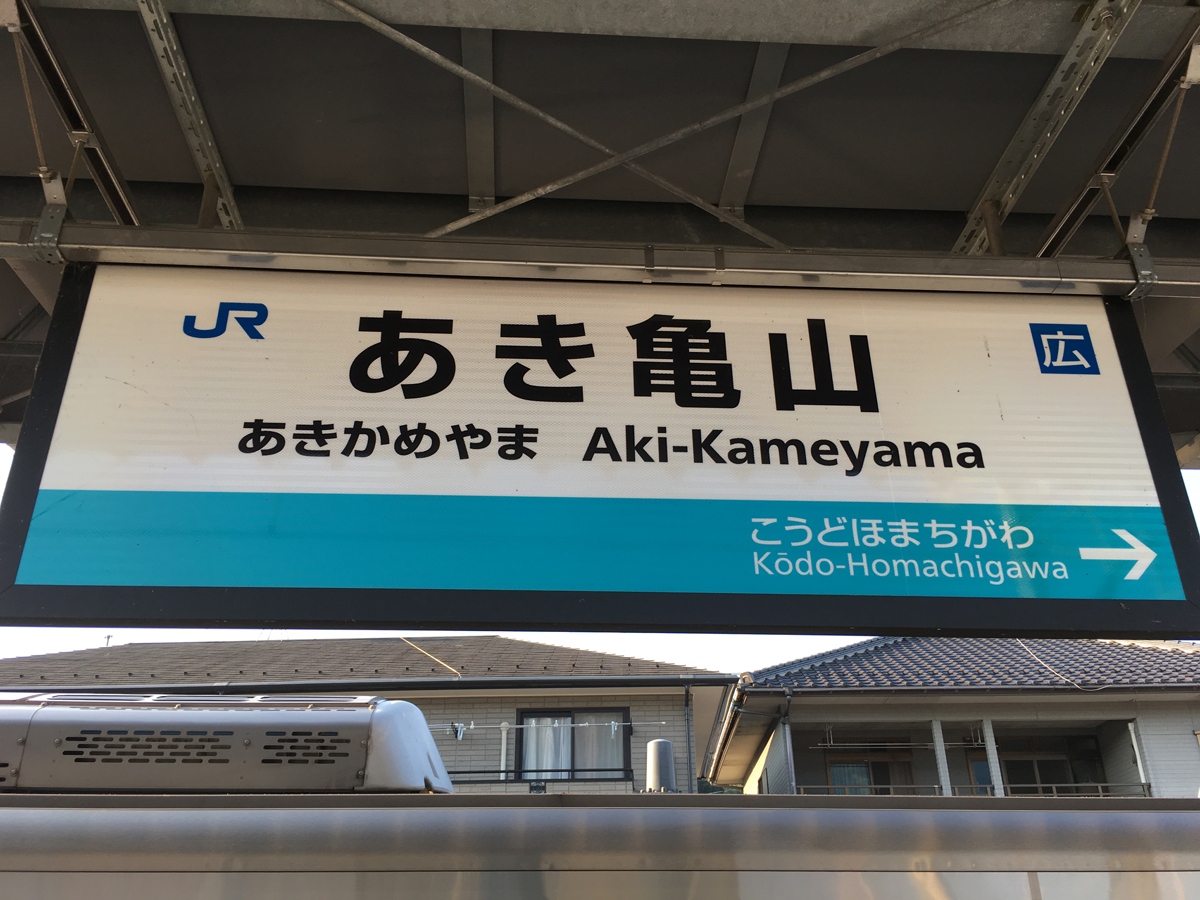 JR あき亀山 広
あきかめやま Aki-Kameyama
こうどほまちがわ
Kōdo-Homachigawa →